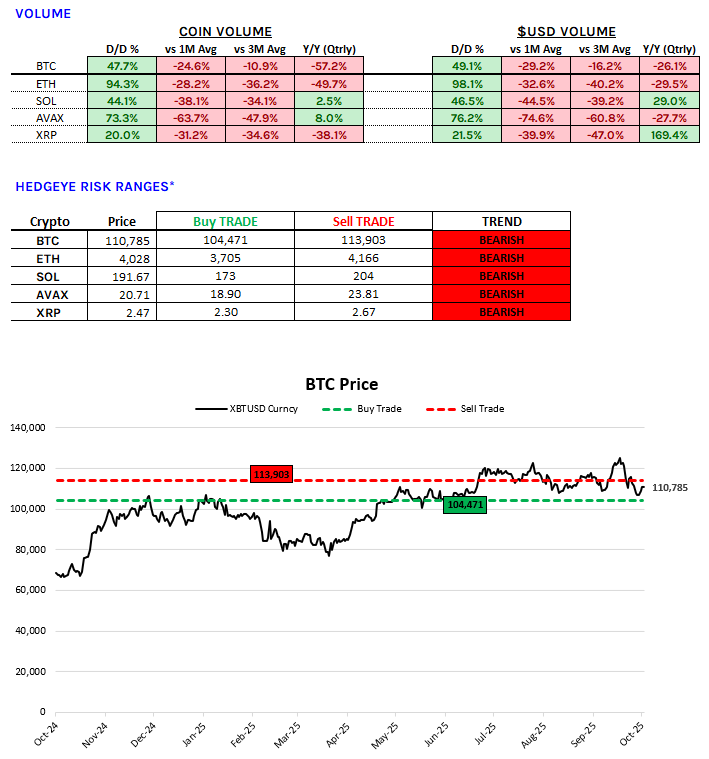 VOLUME
COIN VOLUME $USD VOLUME
D/D % vs 1M Avg vs 3M Avg Y/Y (Qtrly) D/D % vs 1M Avg vs 3M Avg Y/Y (Qtrly)
BTC 47.7% -24.6% -10.9% -57.2% 49.1% -29.2% -16.2% -26.1%
ETH 94.3% -28.2% -36.2% -49.7% 98.1% -32.6% -40.2% -29.5%
SOL 44.1% -38.1% -34.1% 2.5% 46.5% -44.5% -39.2% 29.0%
AVAX 73.3% -63.7% -47.9% 8.0% 76.2% -74.6% -60.8% -27.7%
XRP 20.0% -31.2% -34.6% -38.1% 21.5% -39.9% -47.0% 169.4%
HEDGEYE RISK RANGES*
Crypto Price Buy TRADE Sell TRADE TREND
BTC 110,785 104,471 113,903 BEARISH
ETH 4,028 3,705 4,166 BEARISH
SOL 191.67 173 204 BEARISH
AVAX 20.71 18.90 23.81 BEARISH
XRP 2.47 2.30 2.67 BEARISH
BTC Price
XBTUSD Curncy Buy Trade Sell Trade
140,000
120,000
113,903
110,785
100,000
104,471
80,000
60,000
40,000
20,000
0
Oct-24 Nov-24 Dec-24 Jan-25 Feb-25 Mar-25 Apr-25 May-25 Jun-25 Jul-25 Aug-25 Sep-25 Oct-25